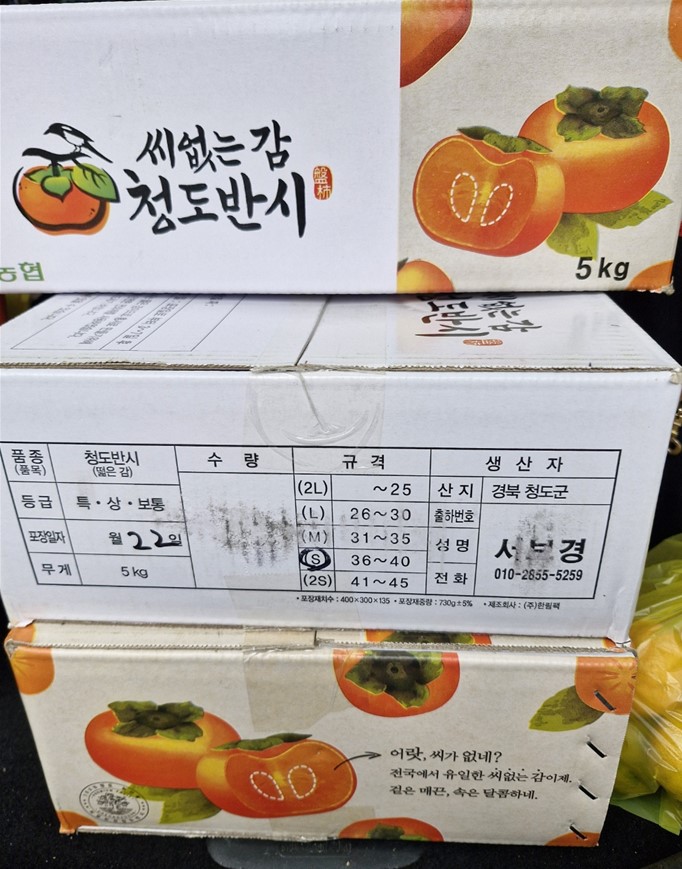 씨없는 감
청도반시
盤柿
농협
5kg
품종
(품목)
청도반시
(떫은 감)
수 량
규 격
생 산 자
등급
특 · 상 · 보통
(2L)
~25
산 지
경북 청도군
(L)
26~30
출하번호
포장일자
월 22일
(M)
31~35
성 명
경
(S)
36~40
무게
5kg
(2S)
41~45
전 화
010-2855-5259
• 포장재치수 : 400×300×135 • 포장재중량 : 730g±5% • 제조회사 : (주)한림팩
어랏, 씨가 없네?
전국에서 유일한 씨없는 감이제.
겉은 매끈, 속은 달콤하네.